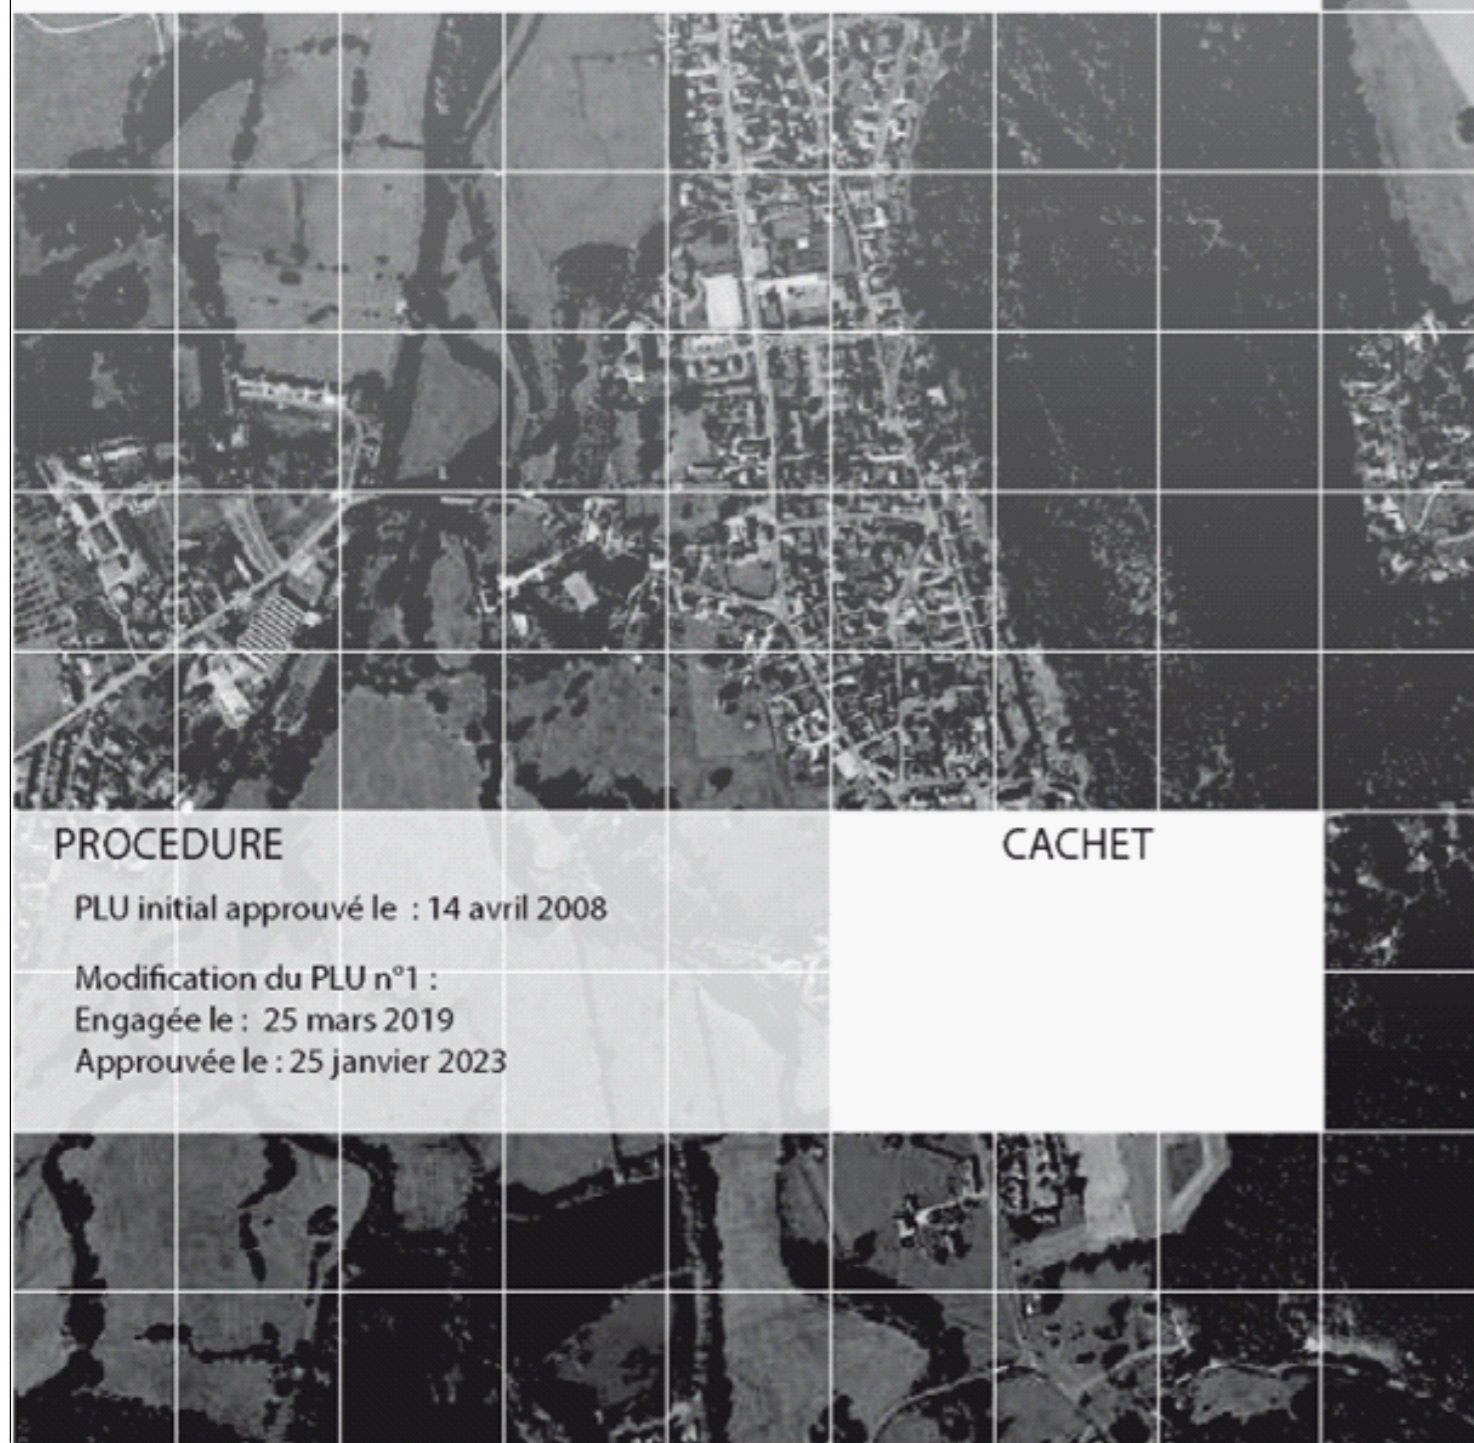 PROCEDURE
PLU initial approuvé le : 14 avril 2008
Modification du PLU n°1 :
Engagée le : 25 mars 2019
Approuvée le : 25 janvier 2023
CACHET